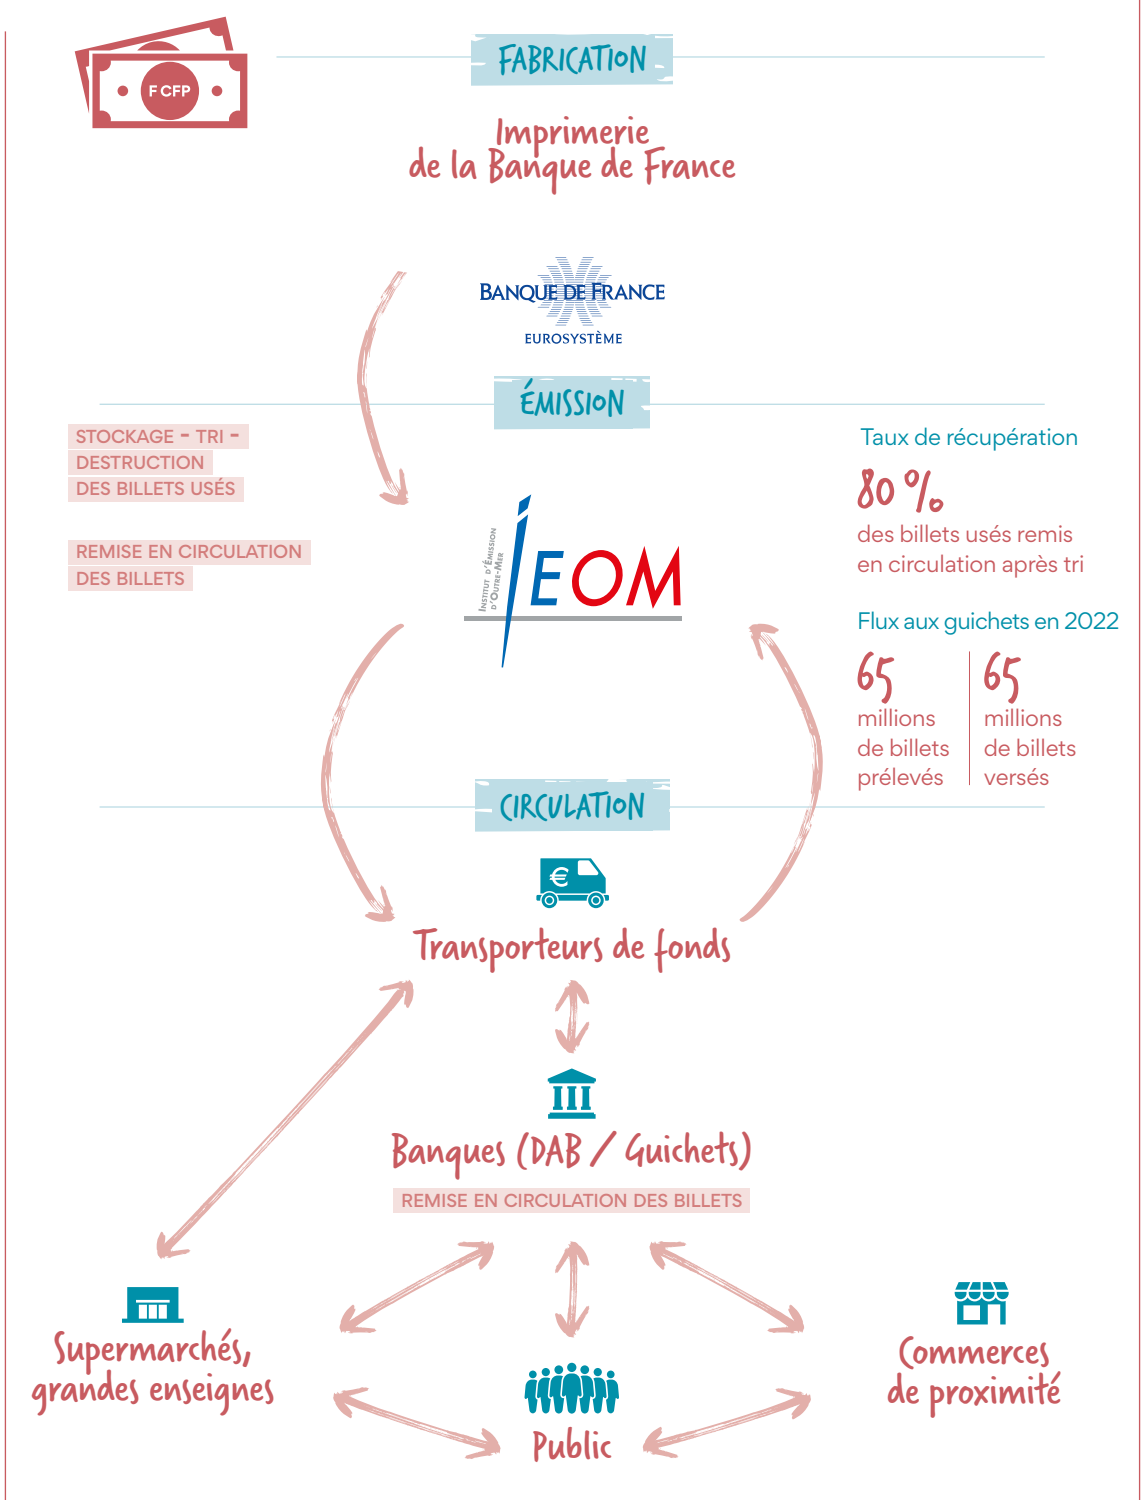 F CFP
FABRICATION
Imprimerie
de la Banque de France
BANQUE DE FRANCE
EUROSYSTÈME
ÉMISSION
STOCKAGE - TRI -
DESTRUCTION
DES BILLETS USÉS
REMISE EN CIRCULATION
DES BILLETS
INSTITUT D'ÉMISSION
D'OUTRE-MER
IEOM
Taux de récupération
80 %
des billets usés remis
en circulation après tri
Flux aux guichets en 2022
65
millions
de billets
prélevés
65
millions
de billets
versés
CIRCULATION
€
Transporteurs de fonds
Banques (DAB / Guichets)
REMISE EN CIRCULATION DES BILLETS
Supermarchés,
grandes enseignes
Public
Commerces
de proximité